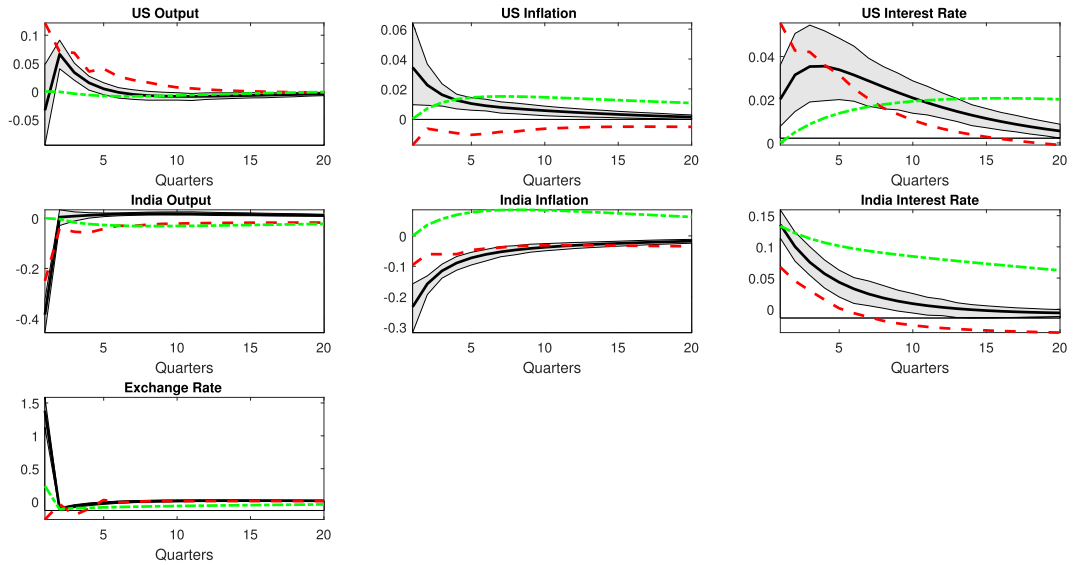 US Output
0.1
0.05
0
-0.05
5 10 15 20
Quarters
US Inflation
0.06
0.04
0.02
0
5 10 15 20
Quarters
US Interest Rate
0.04
0.02
0
5 10 15 20
Quarters
India Output
0
-0.2
-0.4
5 10 15 20
Quarters
India Inflation
0
-0.1
-0.2
-0.3
5 10 15 20
Quarters
India Interest Rate
0.15
0.1
0.05
0
5 10 15 20
Quarters
Exchange Rate
1.5
1
0.5
0
5 10 15 20
Quarters